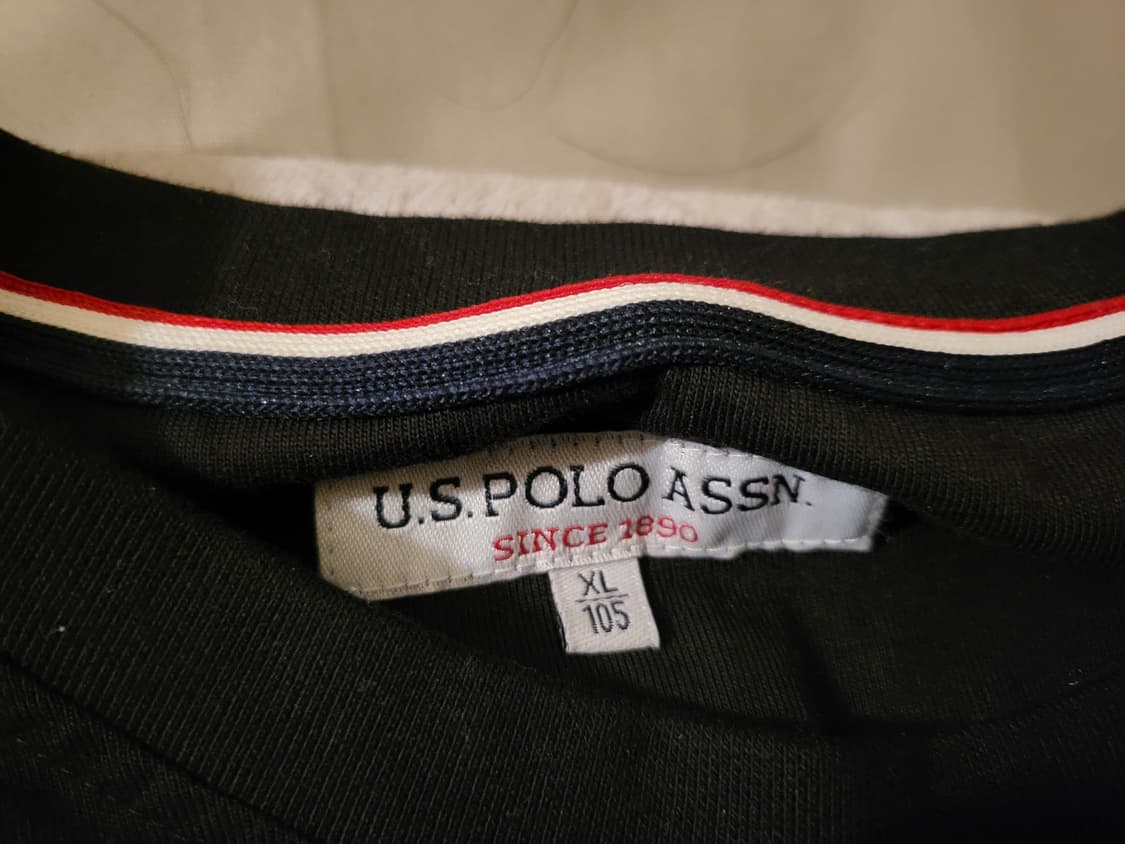 U.S. POLO ASSN.
SINCE 1890
XL
105